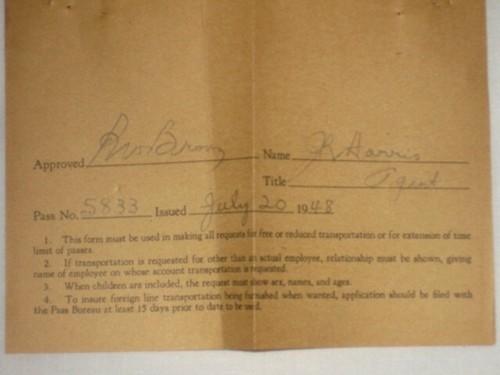 Approved Name JR Harris
Title Agent
Pass No. 5833 Issued July 20 1948
1. This form must be used in making all requests for free or reduced transportation or for extension of time
limit of passes.
2. If transportation is requested for other than an actual employee, relationship must be shown, giving
name of employee on whose account transportation is requested.
3. When children are included, the request must show sex, names, and ages.
4. To insure foreign line transportation being furnished when wanted, application should be filed with
the Pass Bureau at least 15 days prior to date to be used.